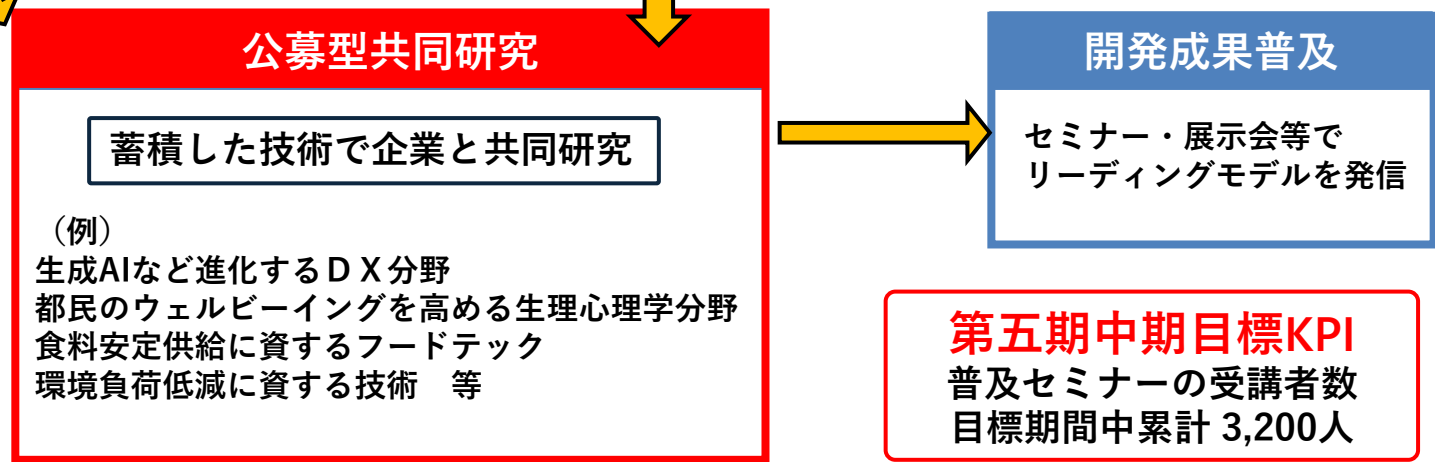 公募型共同研究
蓄積した技術で企業と共同研究
（例）
生成AIなど進化するＤＸ分野
都民のウェルビーイングを高める生理心理学分野
食料安定供給に資するフードテック
環境負荷低減に資する技術　等
開発成果普及
セミナー・展示会等で
リーディングモデルを発信
第五期中期目標KPI
普及セミナーの受講者数
目標期間中累計 3,200人